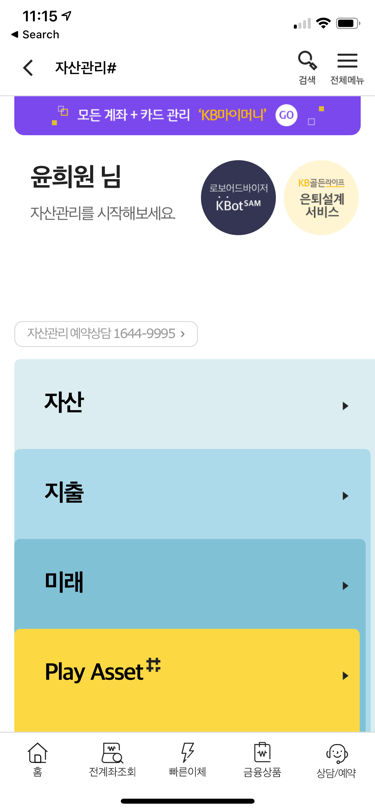 11:15
Search
자산관리#
검색
전체메뉴
모든 계좌 + 카드 관리 ‘KB마이머니’ GO
윤희원 님
자산관리를 시작해보세요.
로보어드바이저
KBot SAM
KB골든라이프
은퇴설계
서비스
자산관리 예약상담 1644-9995
자산
지출
미래
Play Asset#
홈
전계좌조회
빠른이체
금융상품
상담/예약